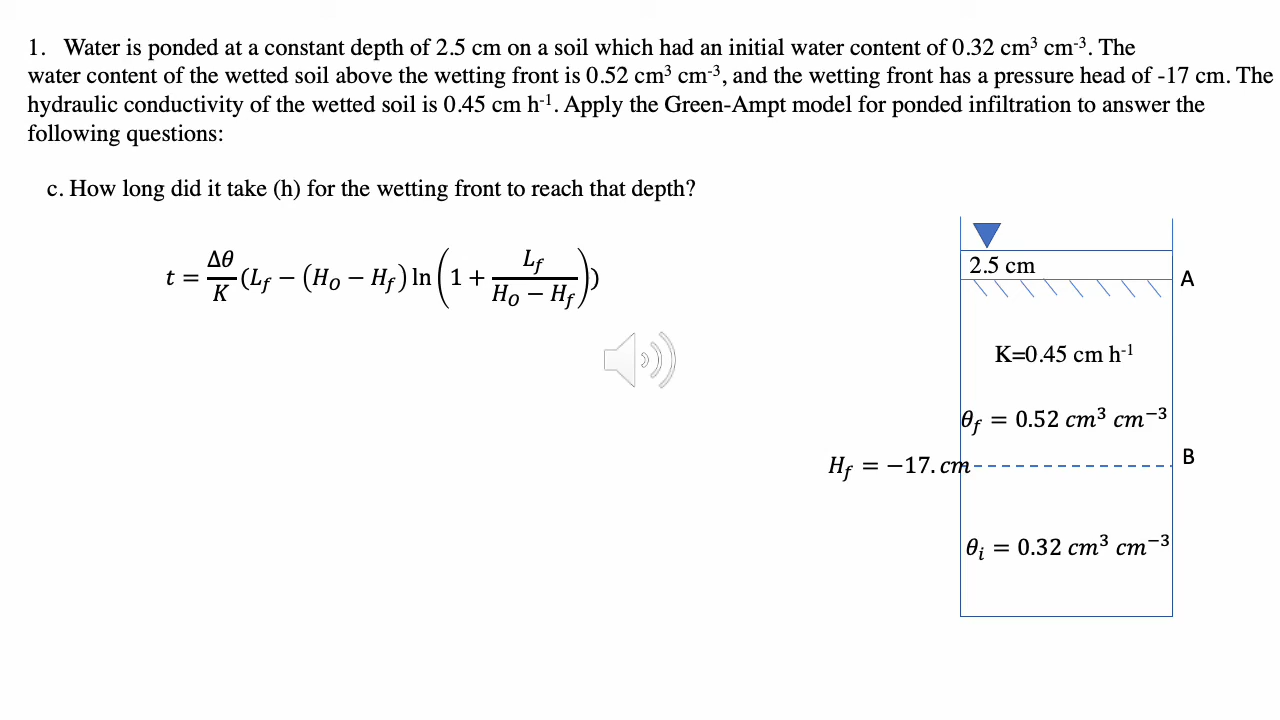 1. Water is ponded at a constant depth of 2.5 cm on a soil which had an initial water content of 0.32 cm³ cm⁻³. The
water content of the wetted soil above the wetting front is 0.52 cm³ cm⁻³, and the wetting front has a pressure head of -17 cm. The
hydraulic conductivity of the wetted soil is 0.45 cm h⁻¹. Apply the Green-Ampt model for ponded infiltration to answer the
following questions:
c. How long did it take (h) for the wetting front to reach that depth?
t = Δθ/K (L_f − (H_O − H_f) ln(1 + L_f/(H_O − H_f)))
2.5 cm
A
K=0.45 cm h⁻¹
θ_f = 0.52 cm³ cm⁻³
B
H_f = −17. cm
θ_i = 0.32 cm³ cm⁻³